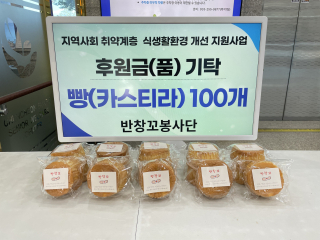 지역사회 취약계층 식생활환경 개선 지원사업
후원금(품) 기탁
빵(카스티라) 100개
반창꼬봉사단